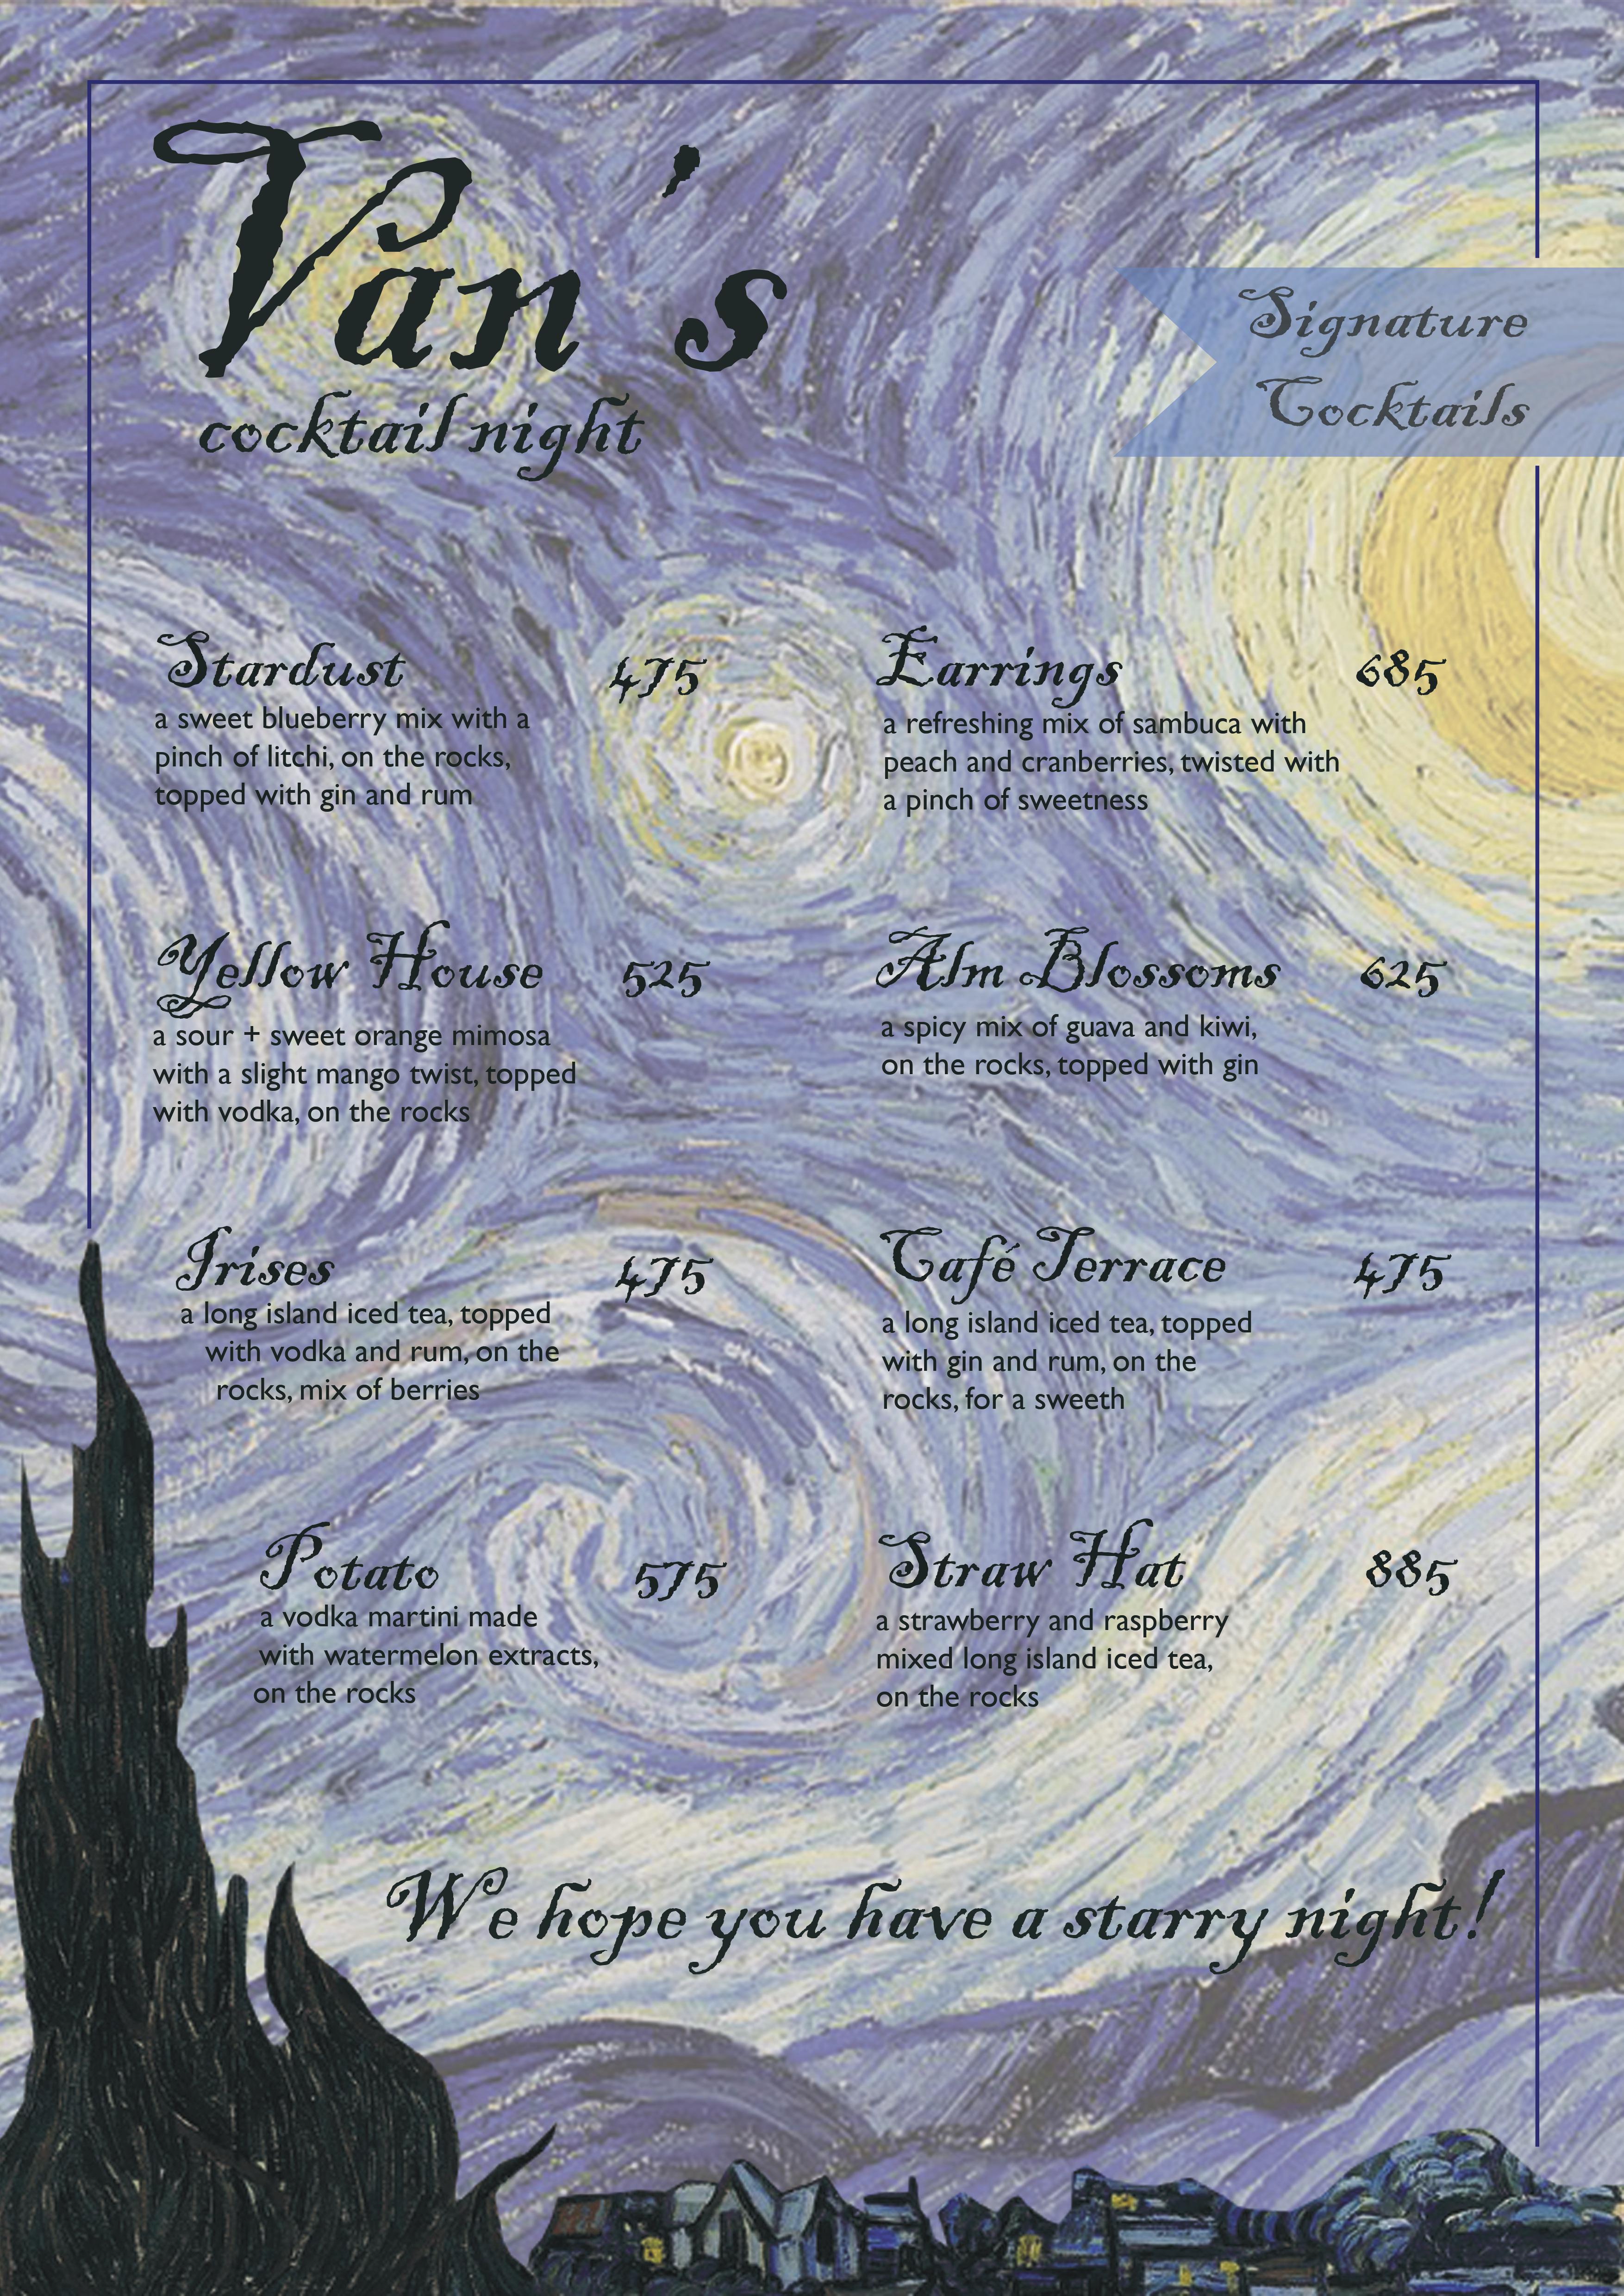 Van's
cocktail night
Signature
Cocktails
Stardust 475
a sweet blueberry mix with a
pinch of litchi, on the rocks,
topped with gin and rum
Earrings 685
a refreshing mix of sambuca with
peach and cranberries, twisted with
a pinch of sweetness
Yellow House 525
a sour + sweet orange mimosa
with a slight mango twist, topped
with vodka, on the rocks
Alm Blossoms 625
a spicy mix of guava and kiwi,
on the rocks, topped with gin
Irises 475
a long island iced tea, topped
with vodka and rum, on the
rocks, mix of berries
Café Terrace 475
a long island iced tea, topped
with gin and rum, on the
rocks, for a sweeth
Potato 575
a vodka martini made
with watermelon extracts,
on the rocks
Straw Hat 885
a strawberry and raspberry
mixed long island iced tea,
on the rocks
We hope you have a starry night!